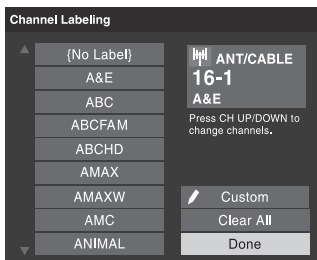 Channel Labeling
{No Label}
A&E
ABC
ABCFAM
ABCHD
AMAX
AMAXW
AMC
ANIMAL
ANT/CABLE
16-1
A&E
Press CH UP/DOWN to
change channels.
Custom
Clear All
Done